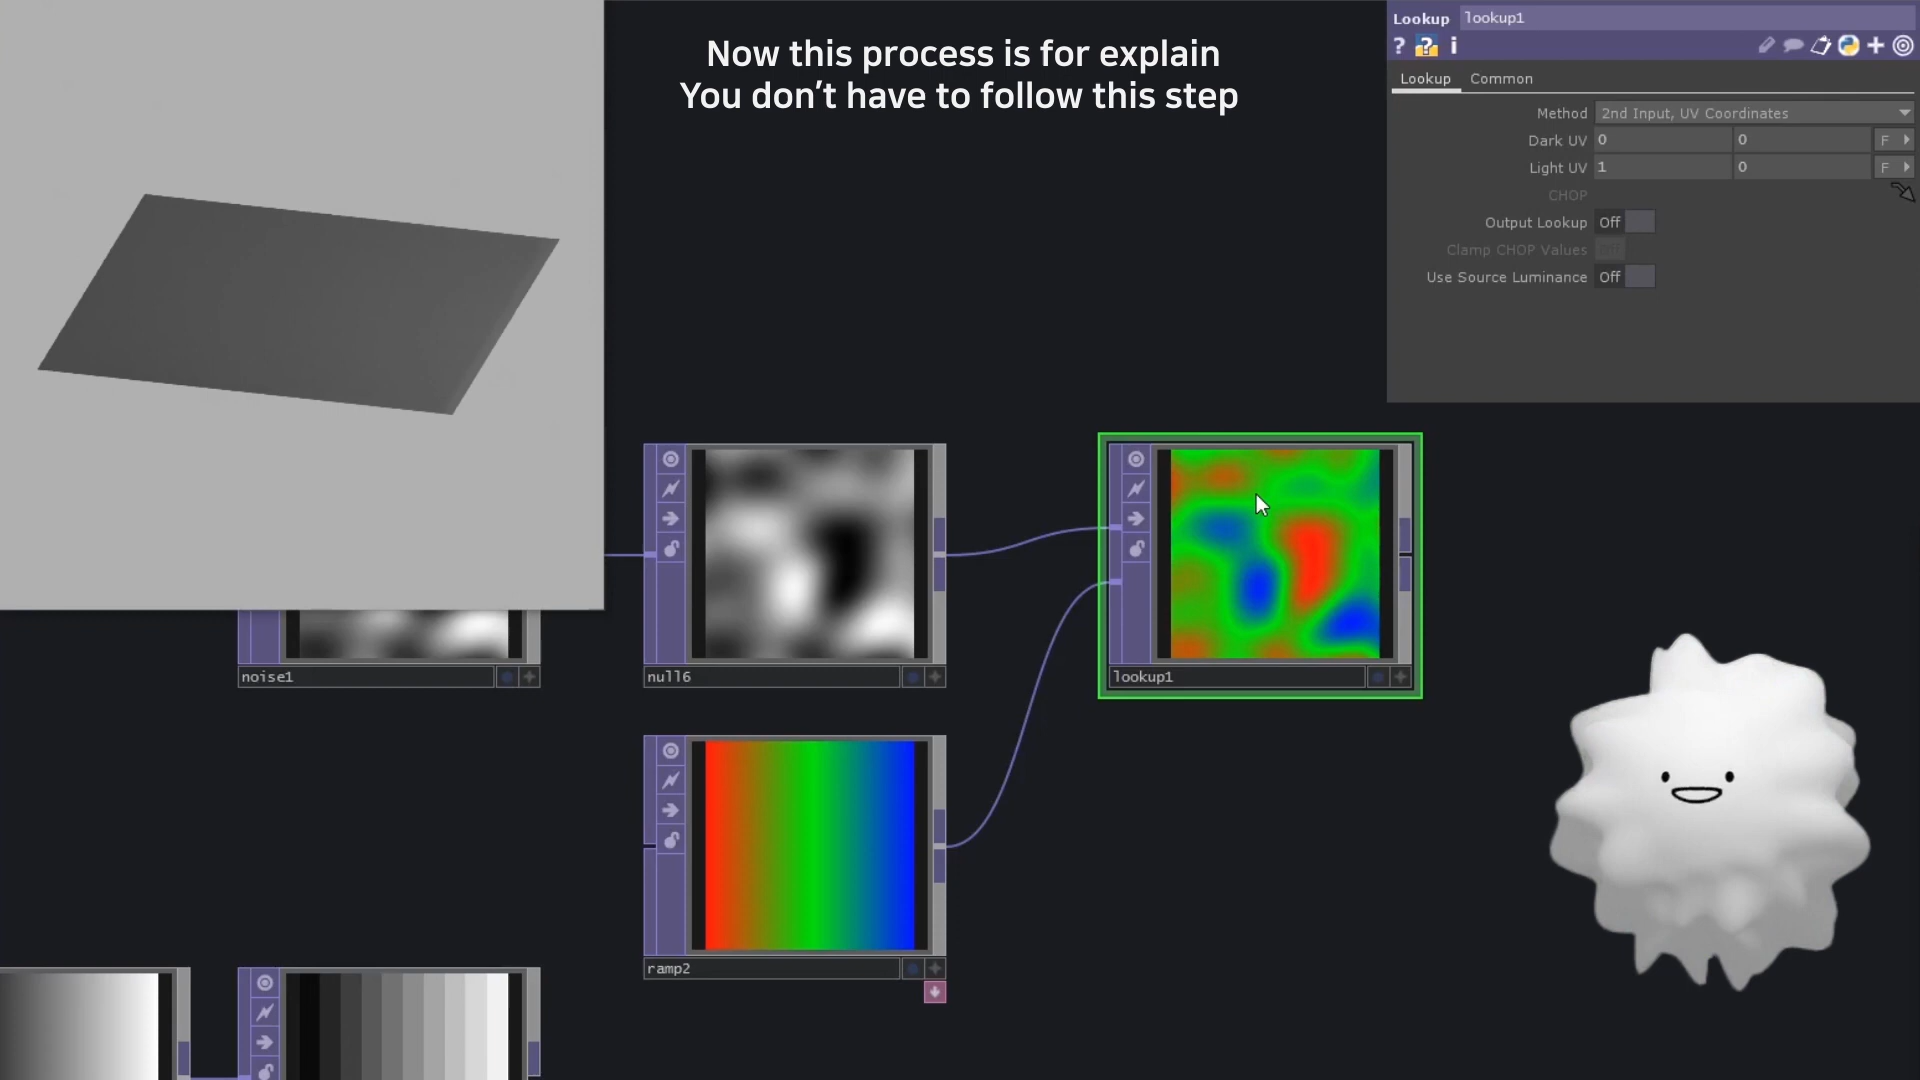 Now this process is for explain
You don't have to follow this step
Lookup lookup1
? ? i
Lookup Common
Method 2nd Input, UV Coordinates
Dark UV 0 0 F
Light UV 1 0 F
CHOP
Output Lookup Off
Clamp CHOP Values
Use Source Luminance Off
noise1
null6
lookup1
ramp2